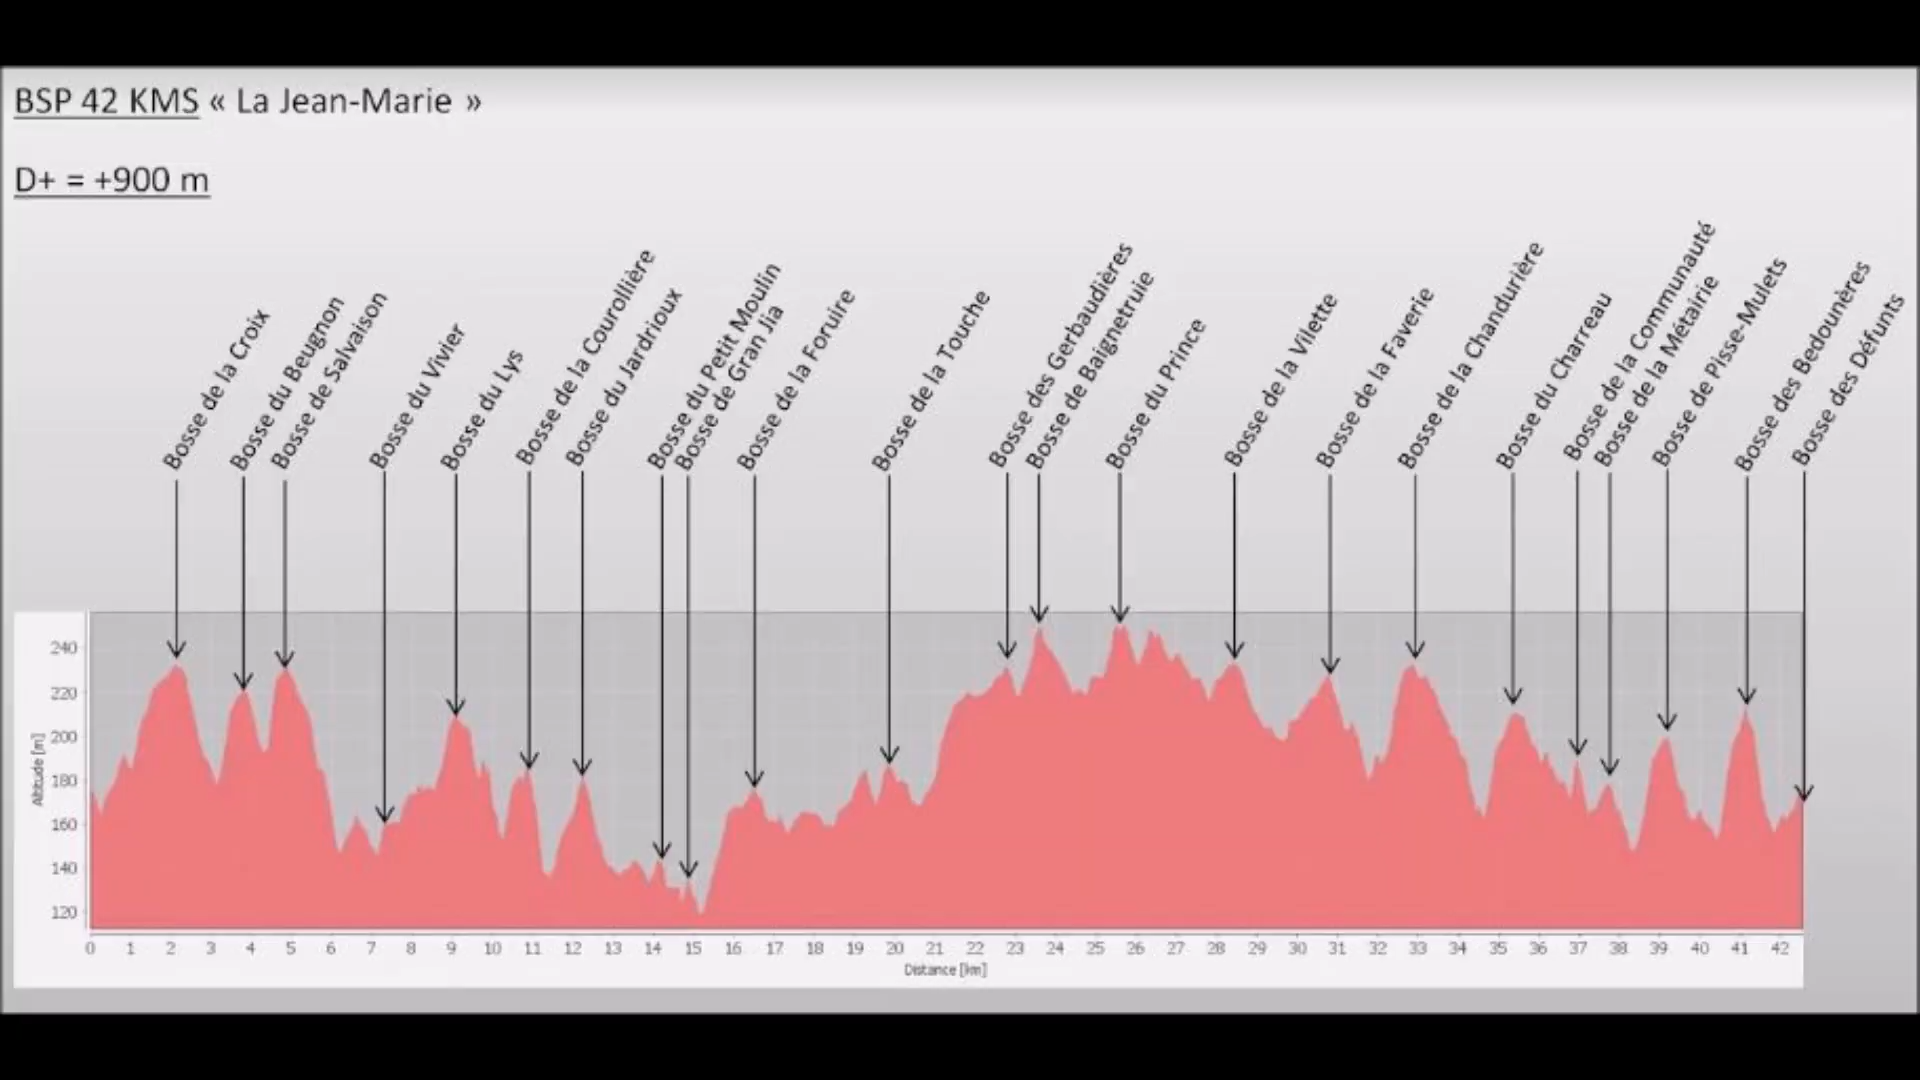 BSP 42 KMS « La Jean-Marie »
D+ = +900 m
Bosse de la Croix
Bosse du Beugnon
Bosse de Salvaison
Bosse du Vivier
Bosse du Lys
Bosse de la Courollière
Bosse du Jardrioux
Bosse du Petit Moulin
Bosse de Gran Jia
Bosse de la Foruire
Bosse de la Touche
Bosse des Gerbaudières
Bosse de Baignetruie
Bosse du Prince
Bosse de la Vilette
Bosse de la Faverie
Bosse de la Chandurière
Bosse du Charreau
Bosse de la Communauté
Bosse de la Métairie
Bosse de Pisse-Mulets
Bosse des Bedounères
Bosse des Défunts
240
220
200
180
160
140
120
Altitude [m]
0 1 2 3 4 5 6 7 8 9 10 11 12 13 14 15 16 17 18 19 20 21 22 23 24 25 26 27 28 29 30 31 32 33 34 35 36 37 38 39 40 41 42
Distance [km]